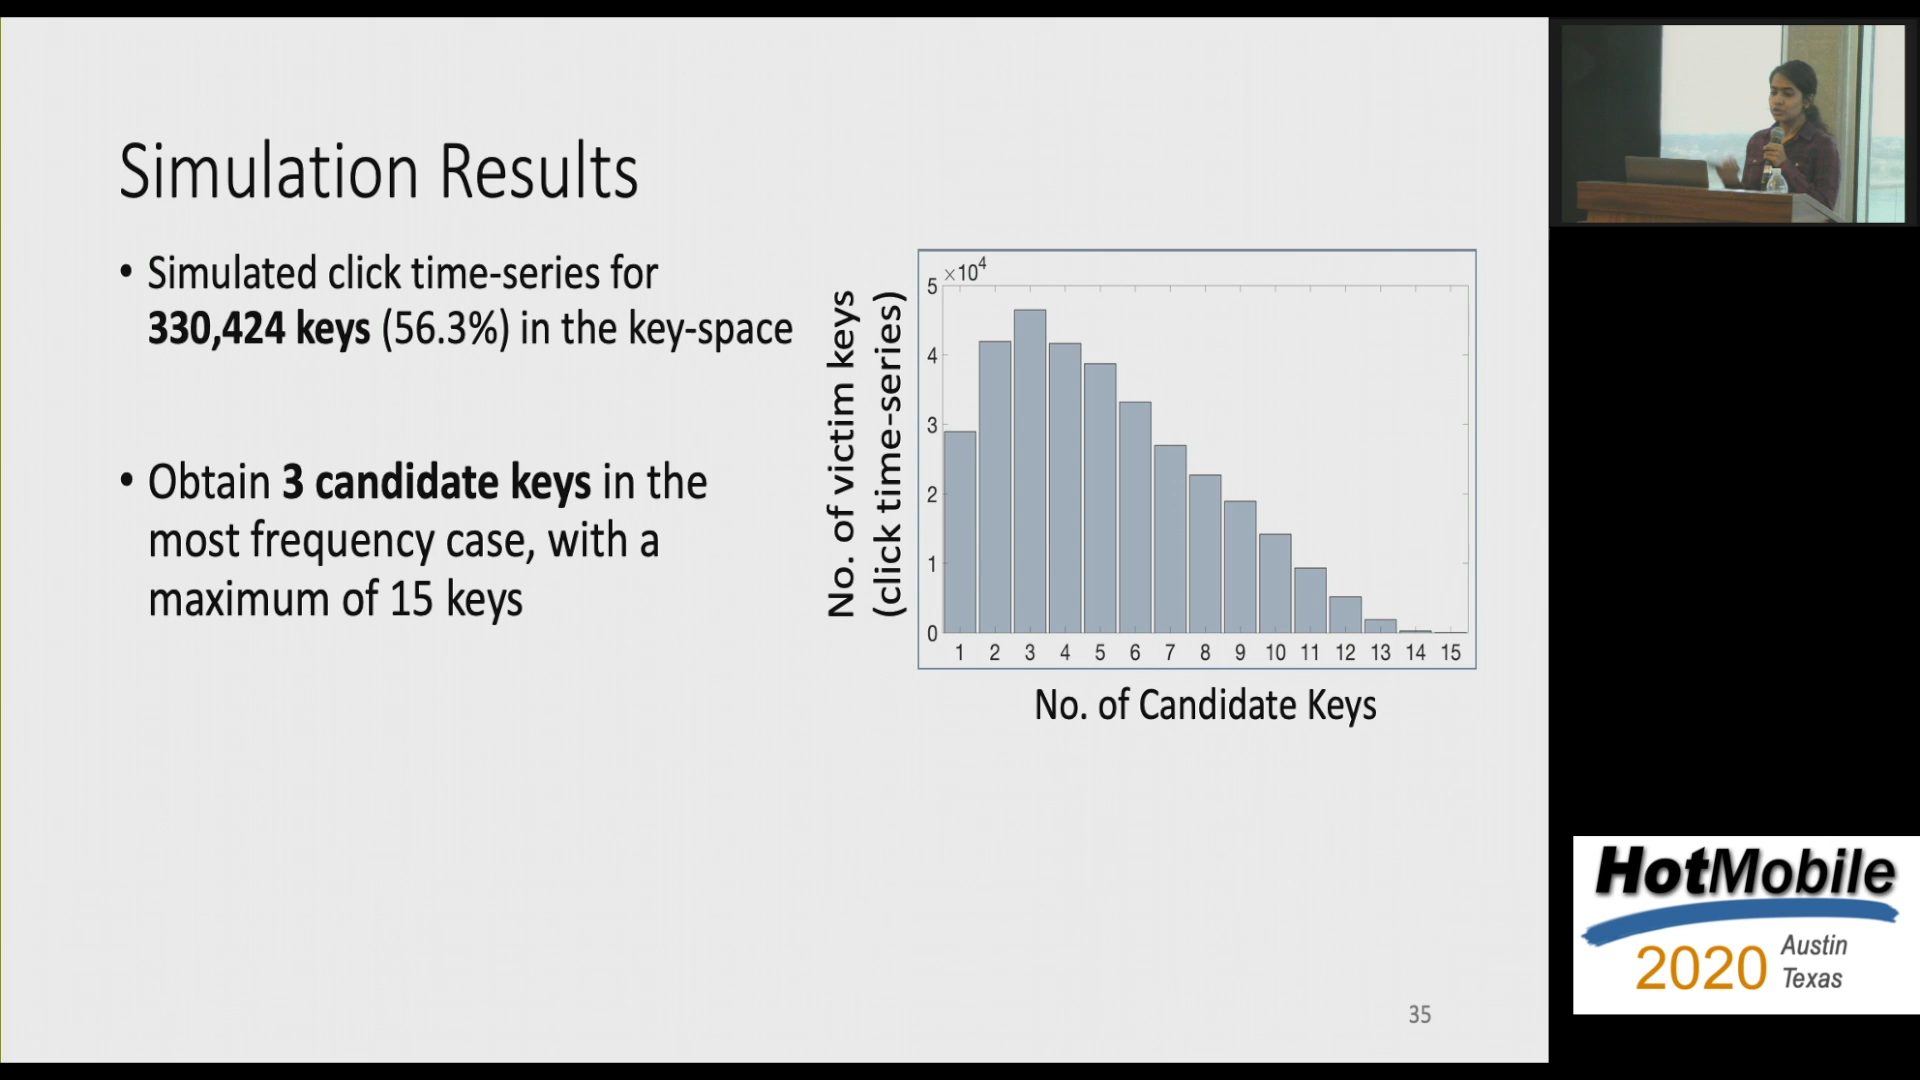 Simulation Results
• Simulated click time-series for
330,424 keys (56.3%) in the key-space
• Obtain 3 candidate keys in the
most frequency case, with a
maximum of 15 keys
No. of victim keys
(click time-series)
×10⁴
5
4
3
2
1
0
1 2 3 4 5 6 7 8 9 10 11 12 13 14 15
No. of Candidate Keys
35
HotMobile
2020 Austin
Texas